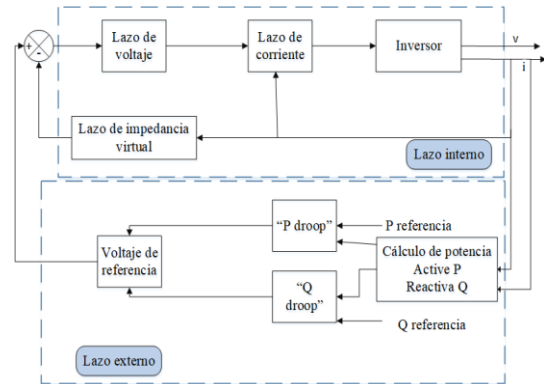 +
-
Lazo de
voltaje
Lazo de
corriente
Inversor
v
i
Lazo de impedancia
virtual
Lazo interno
"P droop"
P referencia
Voltaje de
referencia
Cálculo de potencia
Active P
Reactiva Q
"Q
droop"
Q referencia
Lazo externo